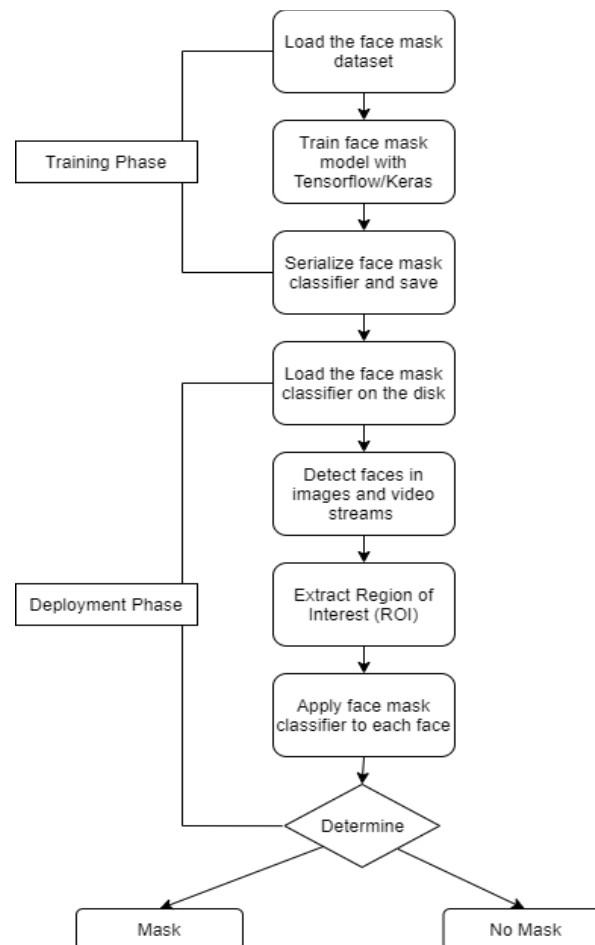 Load the face mask
dataset
Training Phase
Train face mask
model with
Tensorflow/Keras
Serialize face mask
classifier and save
Load the face mask
classifier on the disk
Detect faces in
images and video
streams
Deployment Phase
Extract Region of
Interest (ROI)
Apply face mask
classifier to each face
Determine
Mask
No Mask